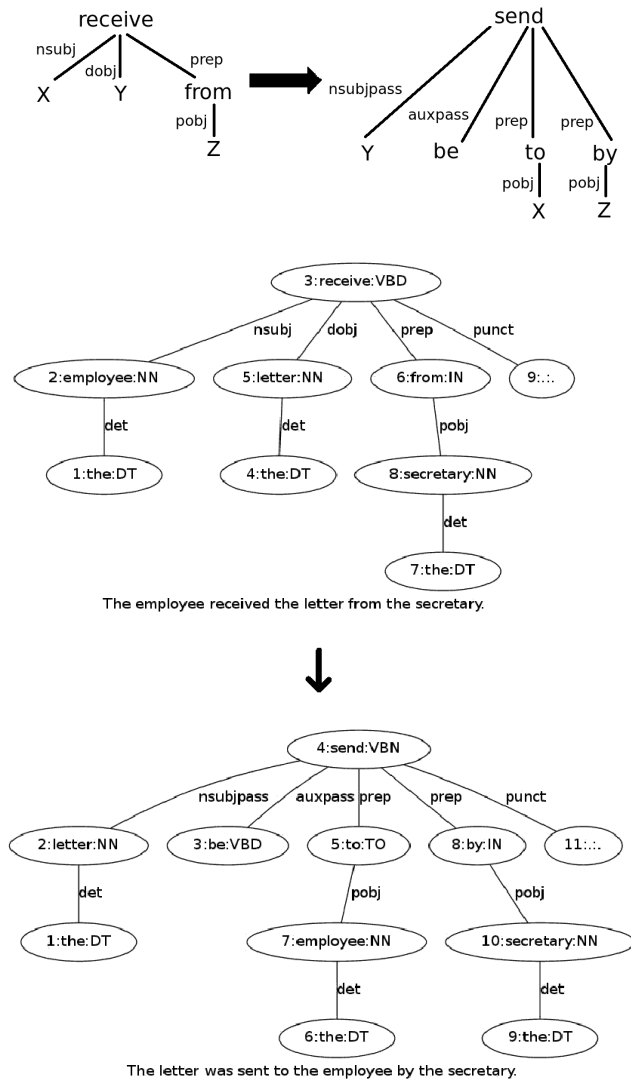 receive send
nsubj dobj prep nsubjpass auxpass prep prep
X Y from Y be to by
pobj pobj pobj
Z X Z
3:receive:VBD
nsubj dobj prep punct
2:employee:NN 5:letter:NN 6:from:IN 9:.:.
det det pobj
1:the:DT 4:the:DT 8:secretary:NN
det
7:the:DT
The employee received the letter from the secretary.
4:send:VBN
nsubjpass auxpass prep prep punct
2:letter:NN 3:be:VBD 5:to:TO 8:by:IN 11:.:.
det pobj pobj
1:the:DT 7:employee:NN 10:secretary:NN
det det
6:the:DT 9:the:DT
The letter was sent to the employee by the secretary.